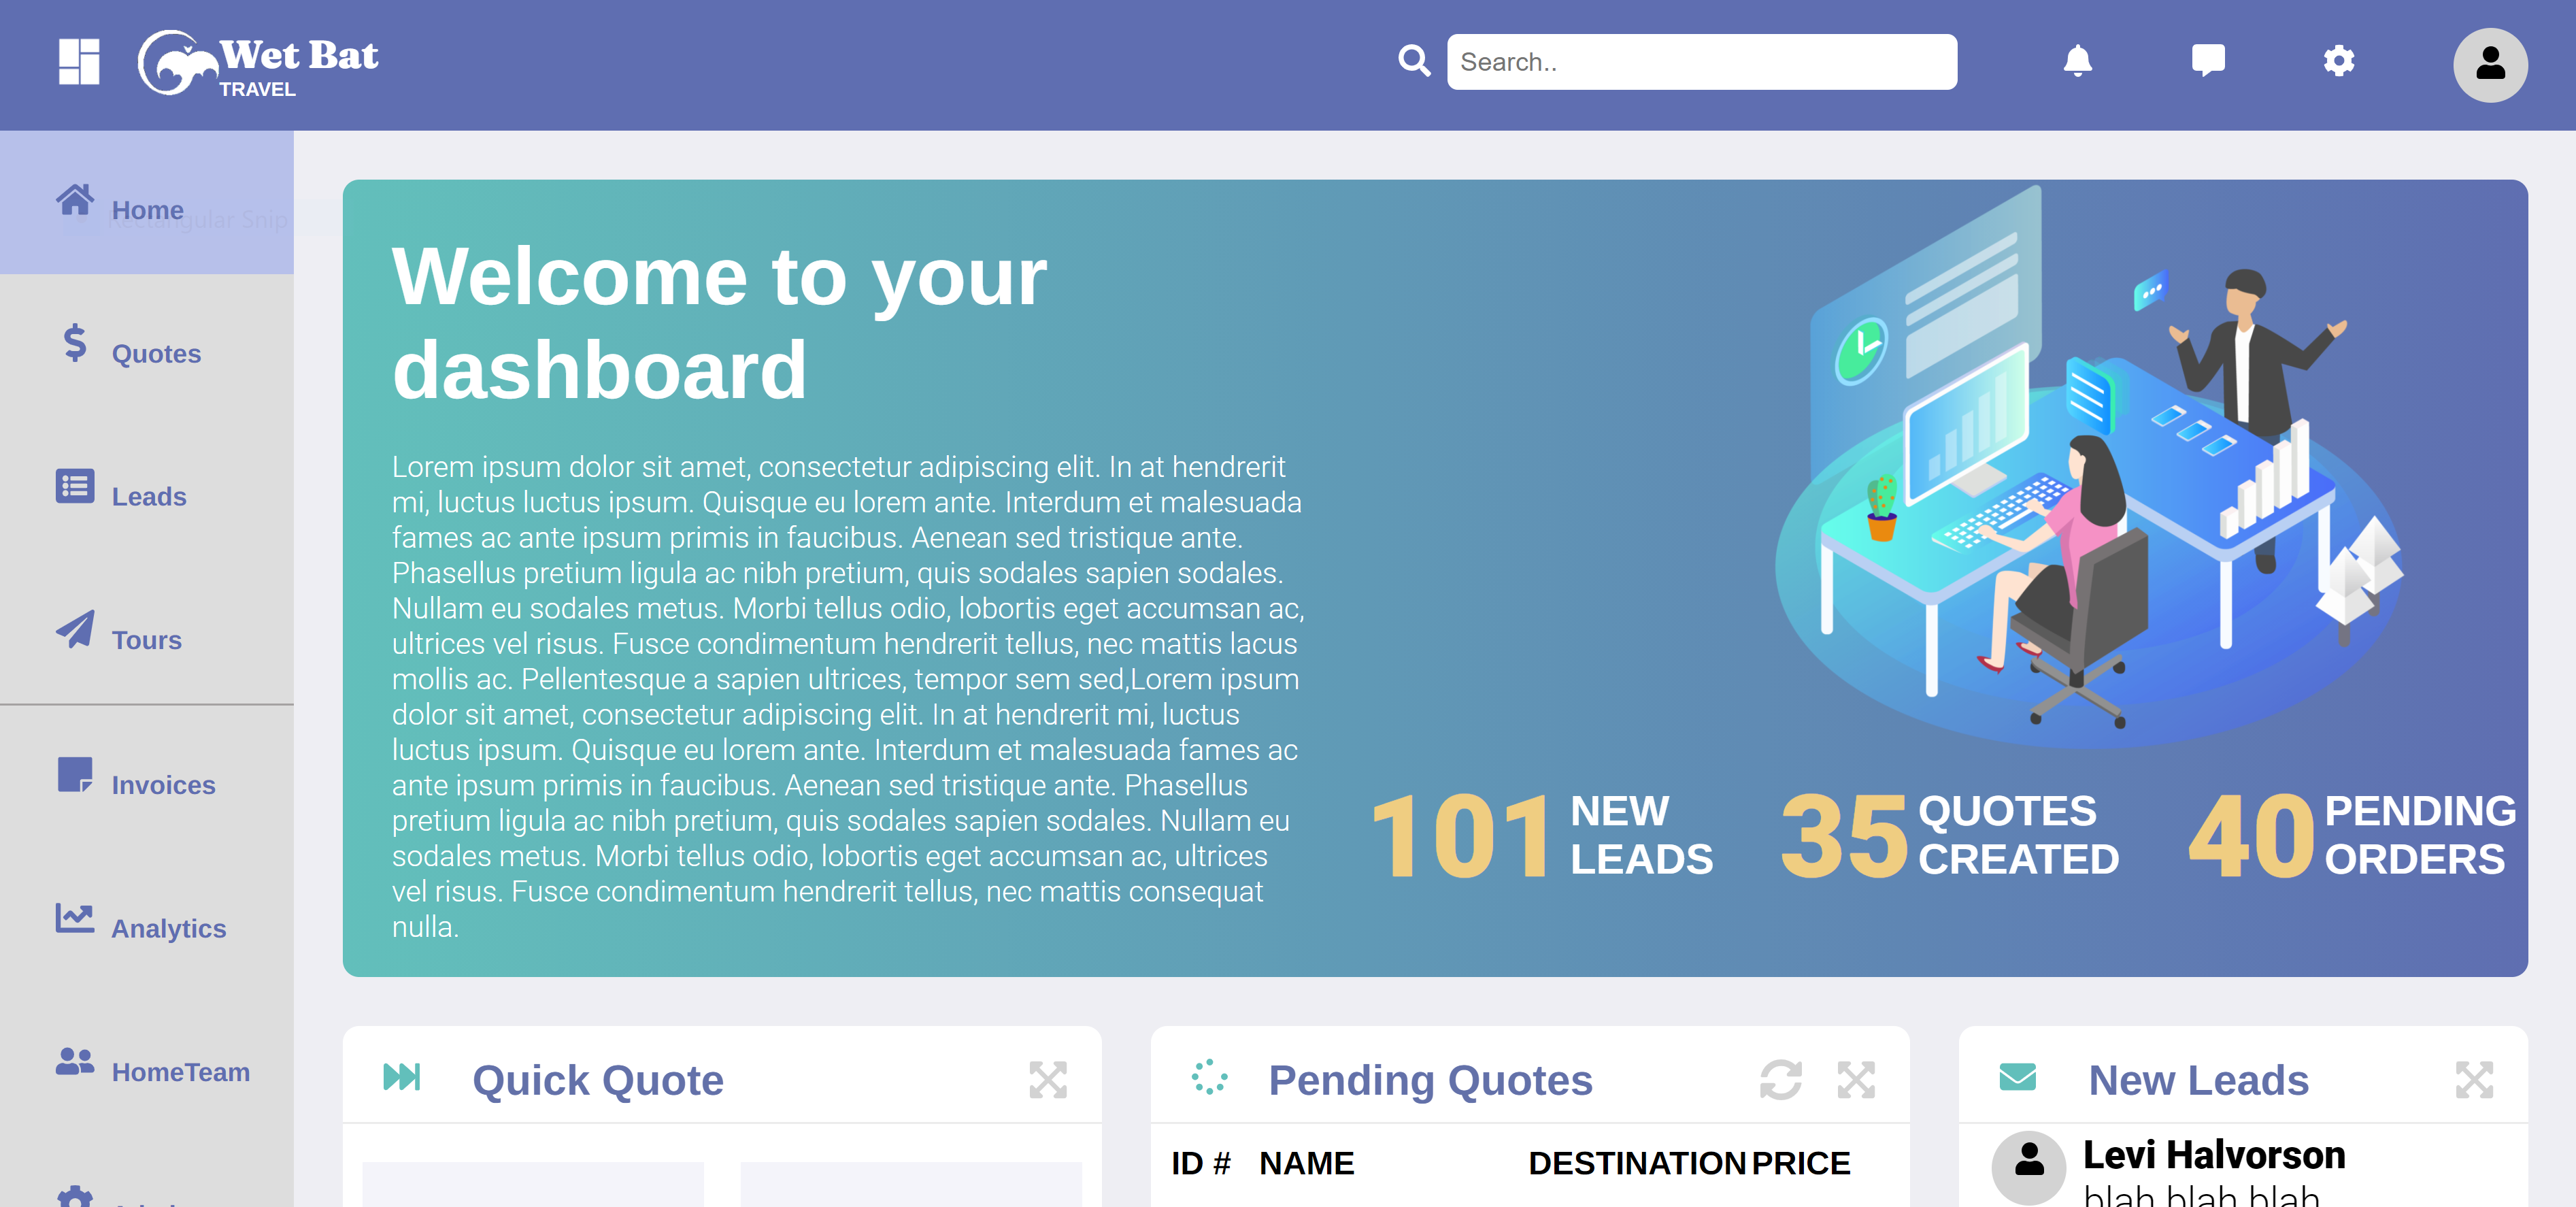 Wet Bat
TRAVEL
Search..
Home
Rectangular Snip
Quotes
Leads
Tours
Invoices
Analytics
HomeTeam
Welcome to your
dashboard
Lorem ipsum dolor sit amet, consectetur adipiscing elit. In at hendrerit
mi, luctus luctus ipsum. Quisque eu lorem ante. Interdum et malesuada
fames ac ante ipsum primis in faucibus. Aenean sed tristique ante.
Phasellus pretium ligula ac nibh pretium, quis sodales sapien sodales.
Nullam eu sodales metus. Morbi tellus odio, lobortis eget accumsan ac,
ultrices vel risus. Fusce condimentum hendrerit tellus, nec mattis lacus
mollis ac. Pellentesque a sapien ultrices, tempor sem sed,Lorem ipsum
dolor sit amet, consectetur adipiscing elit. In at hendrerit mi, luctus
luctus ipsum. Quisque eu lorem ante. Interdum et malesuada fames ac
ante ipsum primis in faucibus. Aenean sed tristique ante. Phasellus
pretium ligula ac nibh pretium, quis sodales sapien sodales. Nullam eu
sodales metus. Morbi tellus odio, lobortis eget accumsan ac, ultrices
vel risus. Fusce condimentum hendrerit tellus, nec mattis consequat
nulla.
101 NEW LEADS
35 QUOTES CREATED
40 PENDING ORDERS
Quick Quote
Pending Quotes
ID # NAME DESTINATION PRICE
New Leads
Levi Halvorson
blah blah blah